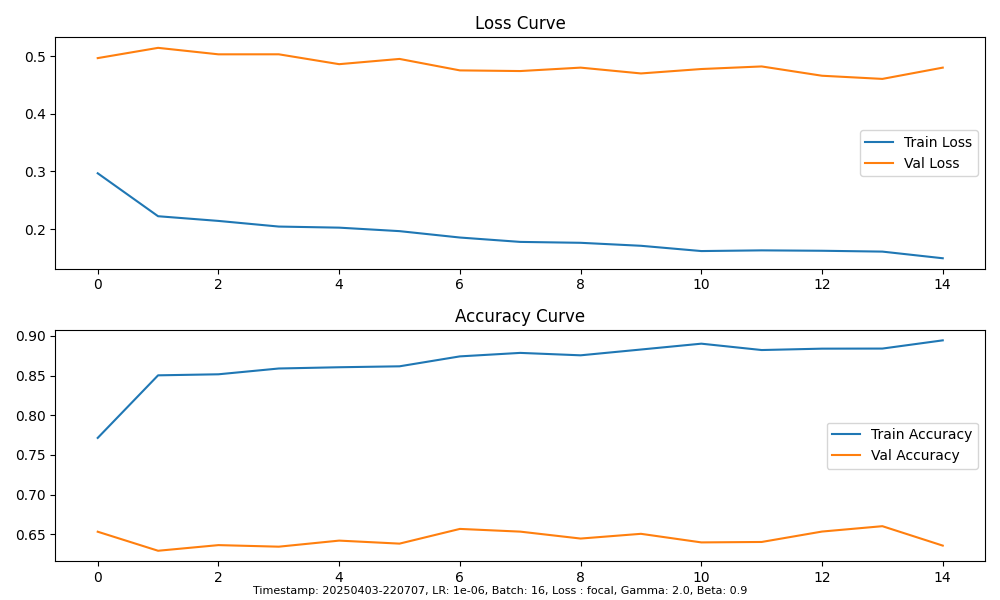 Loss Curve
0.5
0.4
0.3
0.2
Train Loss
Val Loss
0 2 4 6 8 10 12 14
Accuracy Curve
0.90
0.85
0.80
0.75
0.70
0.65
Train Accuracy
Val Accuracy
0 2 4 6 8 10 12 14
Timestamp: 20250403-220707, LR: 1e-06, Batch: 16, Loss : focal, Gamma: 2.0, Beta: 0.9